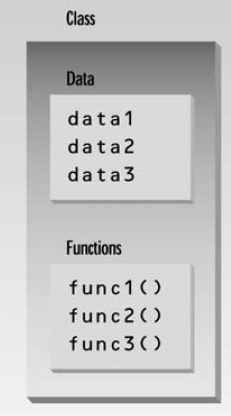 Class
Data
data1
data2
data3
Functions
func1()
func2()
func3()